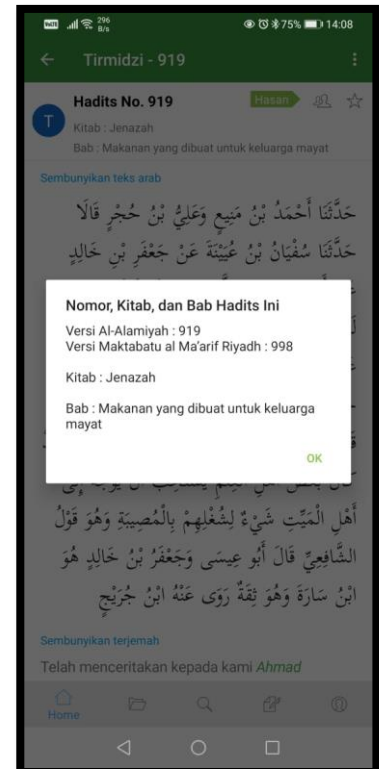 296 B/s
75%
14:08
Tirmidzi - 919
T
Hadits No. 919
Hasan
Kitab : Jenazah
Bab : Makanan yang dibuat untuk keluarga mayat
Sembunyikan teks arab
حَدَّثَنَا أَحْمَدُ بْنُ مَنِيعٍ وَعَلِيُّ بْنُ حُجْرٍ قَالَا
حَدَّثَنَا سُفْيَانُ بْنُ عُيَيْنَةَ عَنْ جَعْفَرِ بْنِ خَالِدٍ
Nomor, Kitab, dan Bab Hadits Ini
Versi Al-Alamiyah : 919
Versi Maktabatu al Ma'arif Riyadh : 998
Kitab : Jenazah
Bab : Makanan yang dibuat untuk keluarga
mayat
OK
أَهْلِ الْمَيِّتِ شَيْءٌ لِشُغْلِهِمْ بِالْمُصِيبَةِ وَهُوَ قَوْلُ
الشَّافِعِيِّ قَالَ أَبُو عِيسَى وَجَعْفَرُ بْنُ خَالِدٍ هُوَ
ابْنُ سَارَةَ وَهُوَ ثِقَةٌ رَوَى عَنْهُ ابْنُ جُرَيْجٍ
Sembunyikan terjemah
Telah menceritakan kepada kami Ahmad
Home